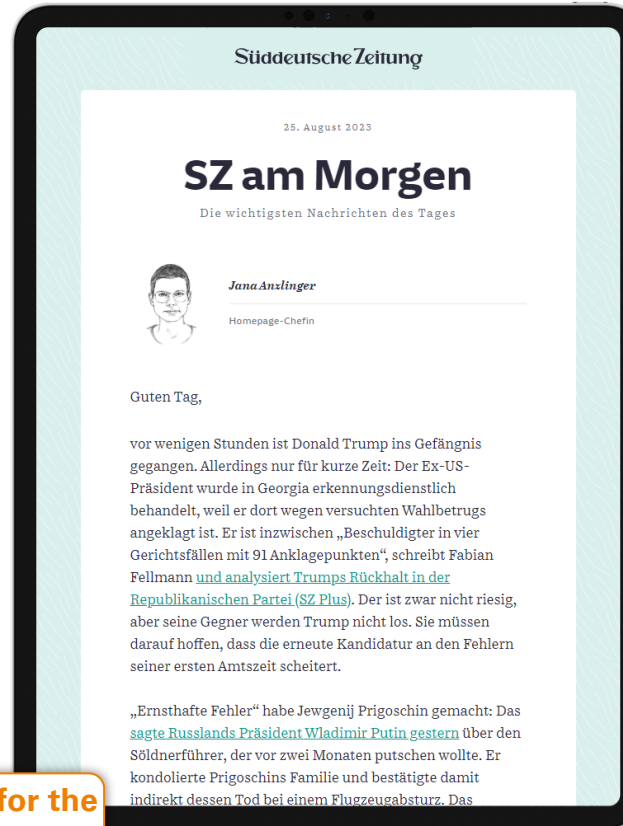 Süddeutsche Zeitung
25. August 2023
SZ am Morgen
Die wichtigsten Nachrichten des Tages
Jana Anzlinger
Homepage-Chefin
Guten Tag,
vor wenigen Stunden ist Donald Trump ins Gefängnis
gegangen. Allerdings nur für kurze Zeit: Der Ex-US-
Präsident wurde in Georgia erkennungsdienstlich
behandelt, weil er dort wegen versuchten Wahlbetrugs
angeklagt ist. Er ist inzwischen „Beschuldigter in vier
Gerichtsfällen mit 91 Anklagepunkten“, schreibt Fabian
Fellmann und analysiert Trumps Rückhalt in der
Republikanischen Partei (SZ Plus). Der ist zwar nicht riesig,
aber seine Gegner werden Trump nicht los. Sie müssen
darauf hoffen, dass die erneute Kandidatur an den Fehlern
seiner ersten Amtszeit scheitert.
„Ernsthafte Fehler“ habe Jewgenij Prigoschin gemacht: Das
sagte Russlands Präsident Wladimir Putin gestern über den
Söldnerführer, der vor zwei Monaten putschen wollte. Er
kondolierte Prigoschins Familie und bestätigte damit
indirekt dessen Tod bei einem Flugzeugabsturz. Das
for the